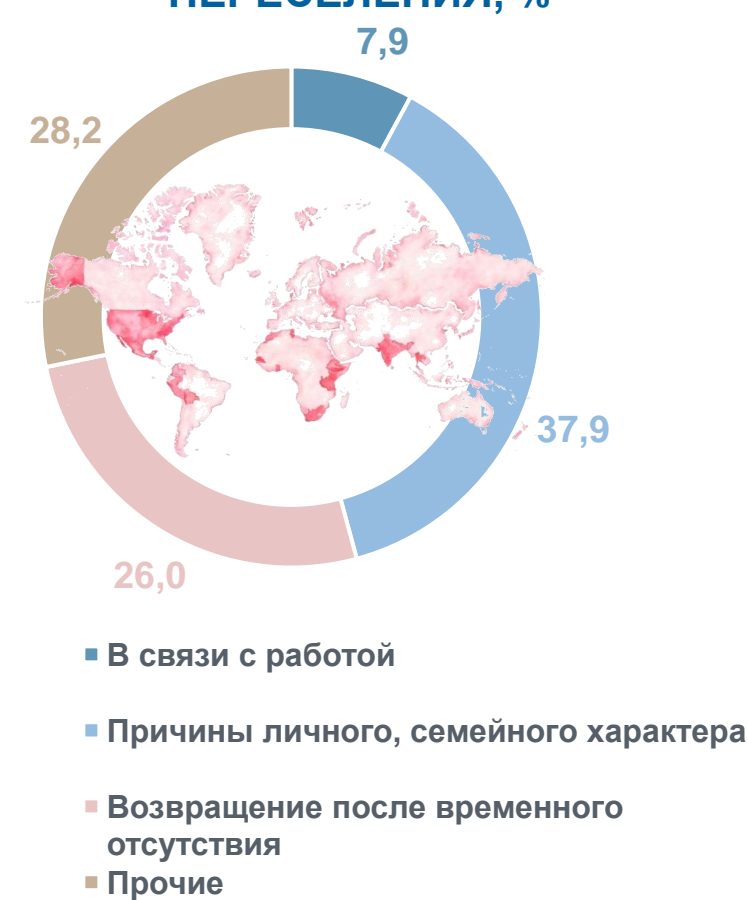 ПЕРЕСЕЛЕНИЯ, %
7,9
28,2
37,9
26,0
В связи с работой
Причины личного, семейного характера
Возвращение после временного
отсутствия
Прочие